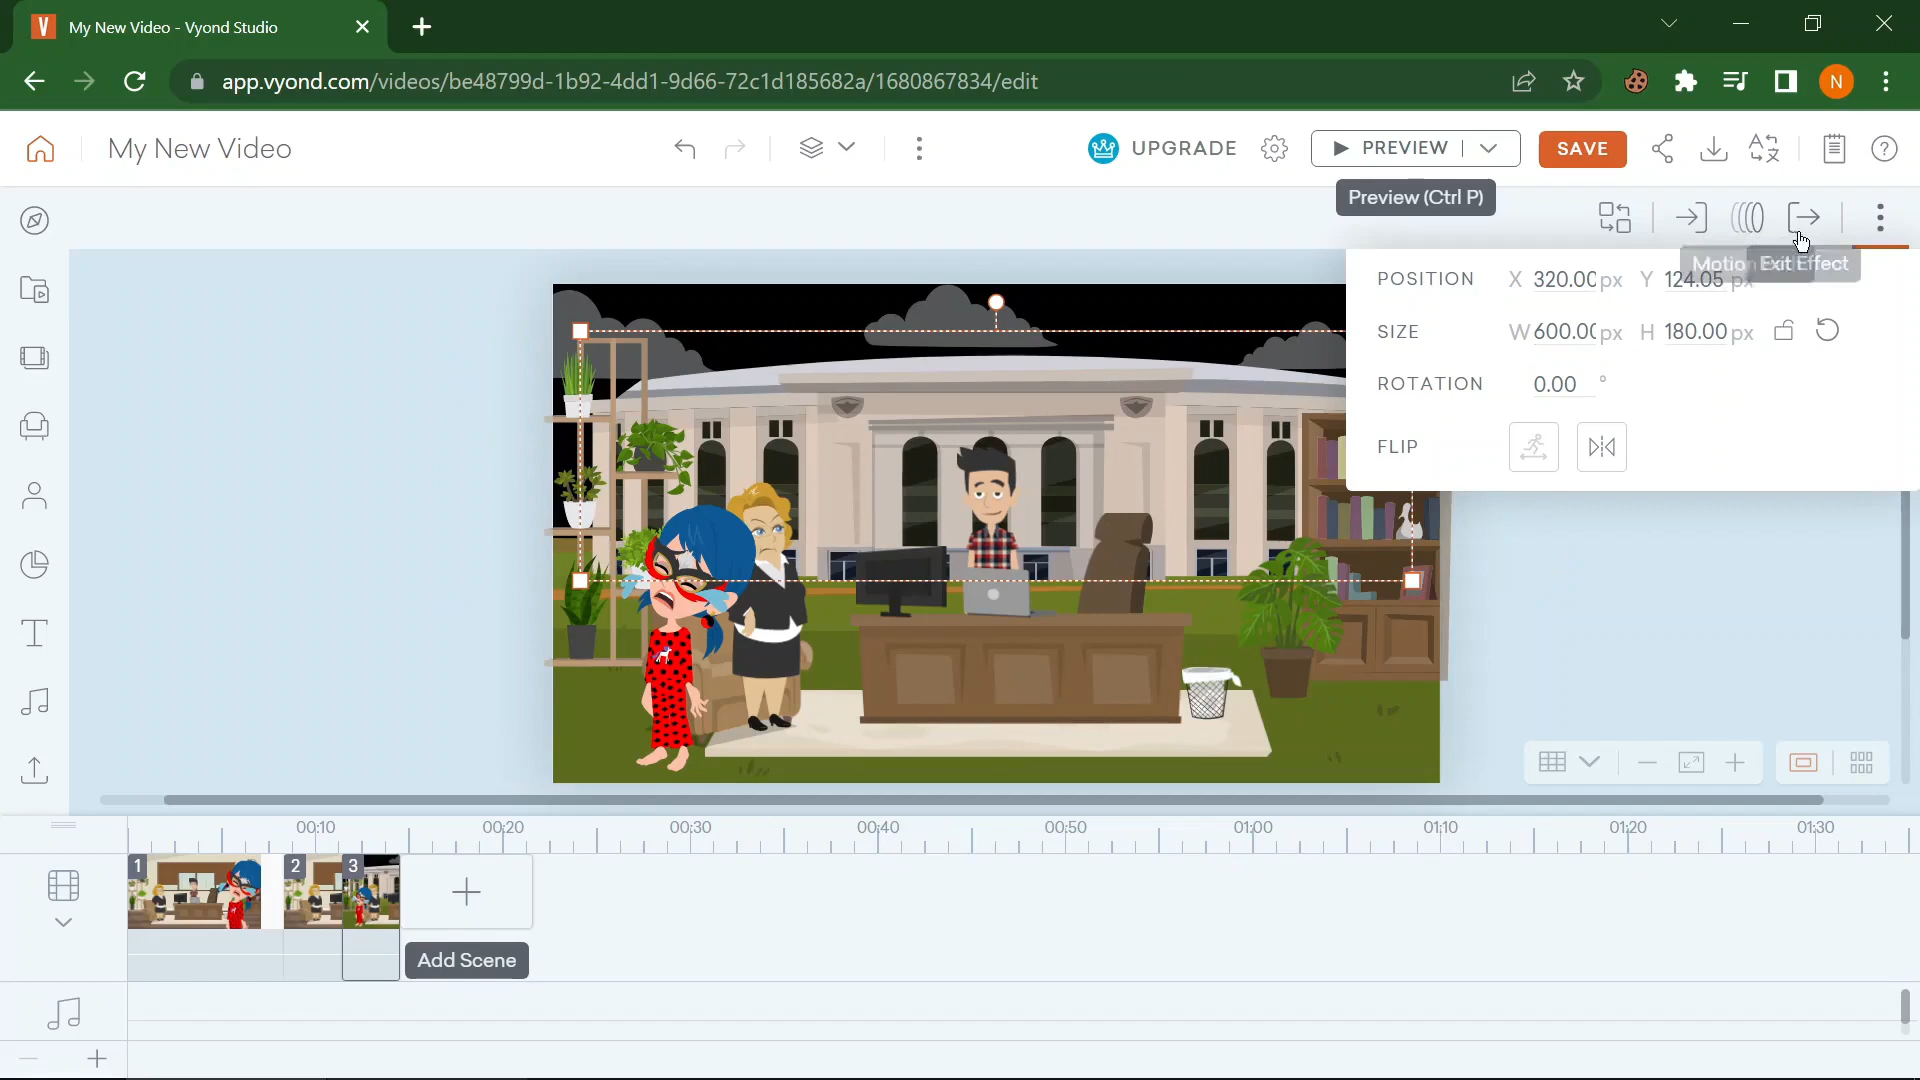 My New Video - Vyond Studio
app.vyond.com/videos/be48799d-1b92-4dd1-9d66-72c1d185682a/1680867834/edit
N
My New Video
UPGRADE
PREVIEW
SAVE
Preview (Ctrl P)
Motion
Exit Effect
POSITION X 320.00 px Y 124.05 px
SIZE W 600.00 px H 180.00 px
ROTATION 0.00 °
FLIP
00:10 00:20 00:30 00:40 00:50 01:00 01:10 01:20 01:30
1 2 3
Add Scene